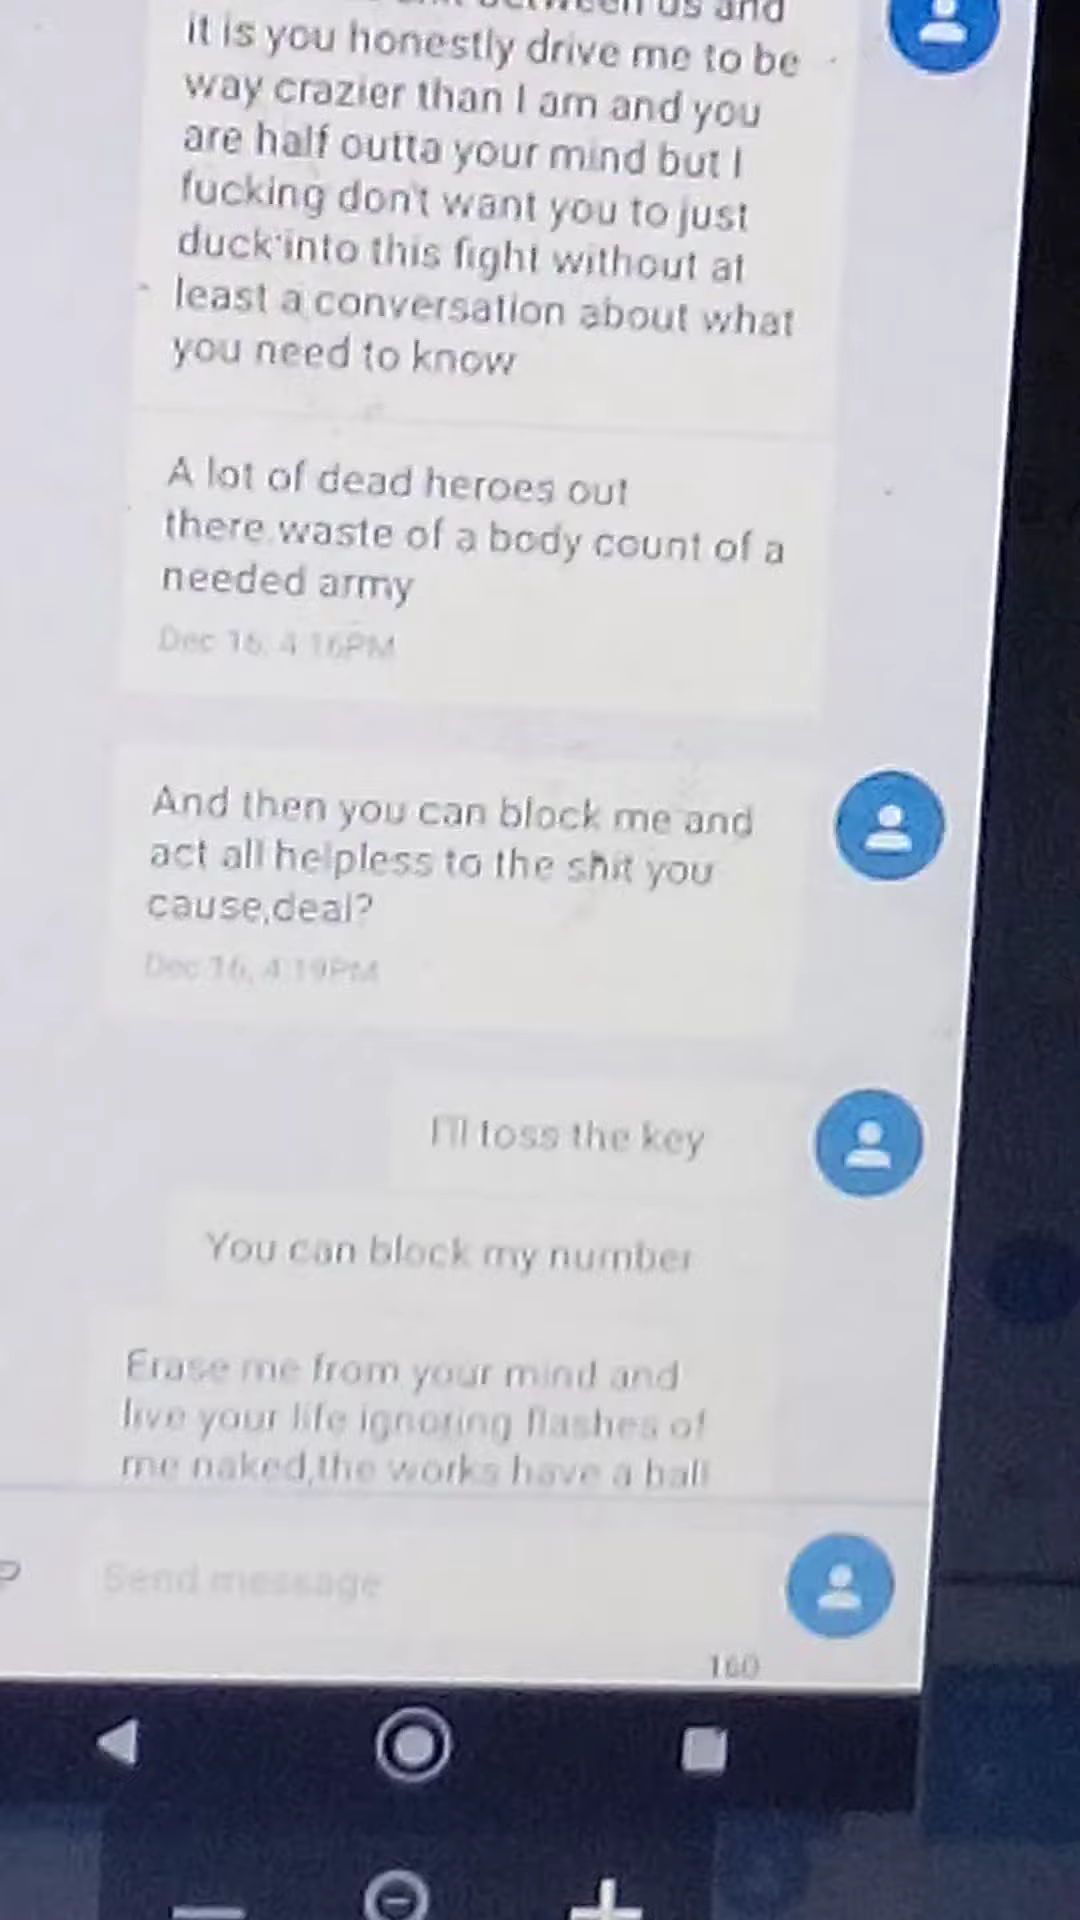 between us and
it is you honestly drive me to be
way crazier than I am and you
are half outta your mind but I
fucking don't want you to just
duck into this fight without at
least a conversation about what
you need to know
A lot of dead heroes out
there.waste of a body count of a
needed army
Dec 16, 4:16PM
And then you can block me and
act all helpless to the shit you
cause,deal?
Dec 16, 4:19PM
I'll toss the key
You can block my number
Erase me from your mind and
live your life ignoring flashes of
me naked,the works have a ball
Send message
160